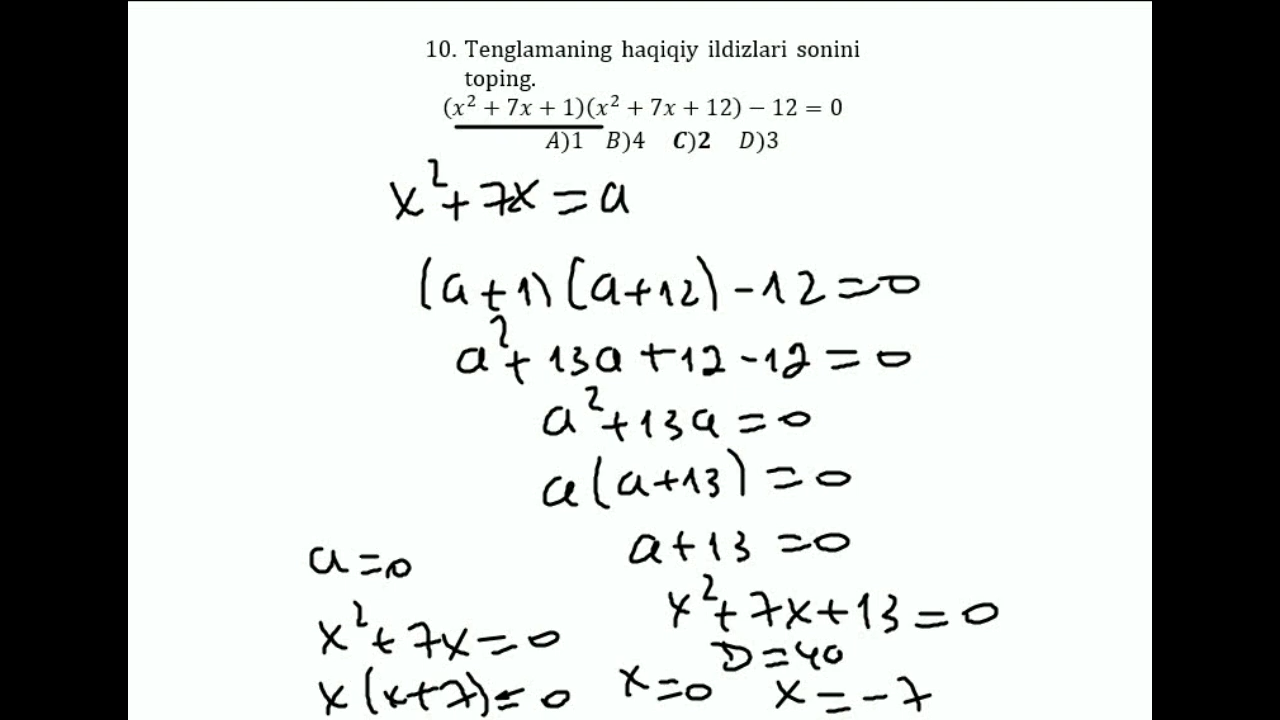 10. Tenglamaning haqiqiy ildizlari sonini
toping.
(x² + 7x + 1)(x² + 7x + 12) − 12 = 0
A)1 B)4 C)2 D)3
x² + 7x = a
(a + 1) (a + 12) - 12 = 0
a² + 13a + 12 - 12 = 0
a² + 13a = 0
a (a + 13) = 0
a = 0 a + 13 = 0
x² + 7x = 0 x² + 7x + 13 = 0
D = 40
x (x + 7) = 0 x = 0 x = - 7